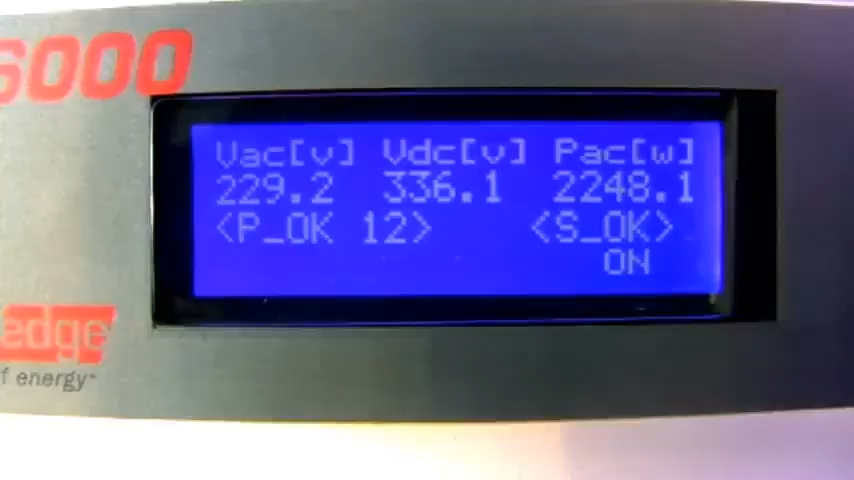 6000
Vac[v] Vdc[v] Pac[w]
229.2 336.1 2248.1
<P_OK 12> <S_OK>
ON
edge
f energy